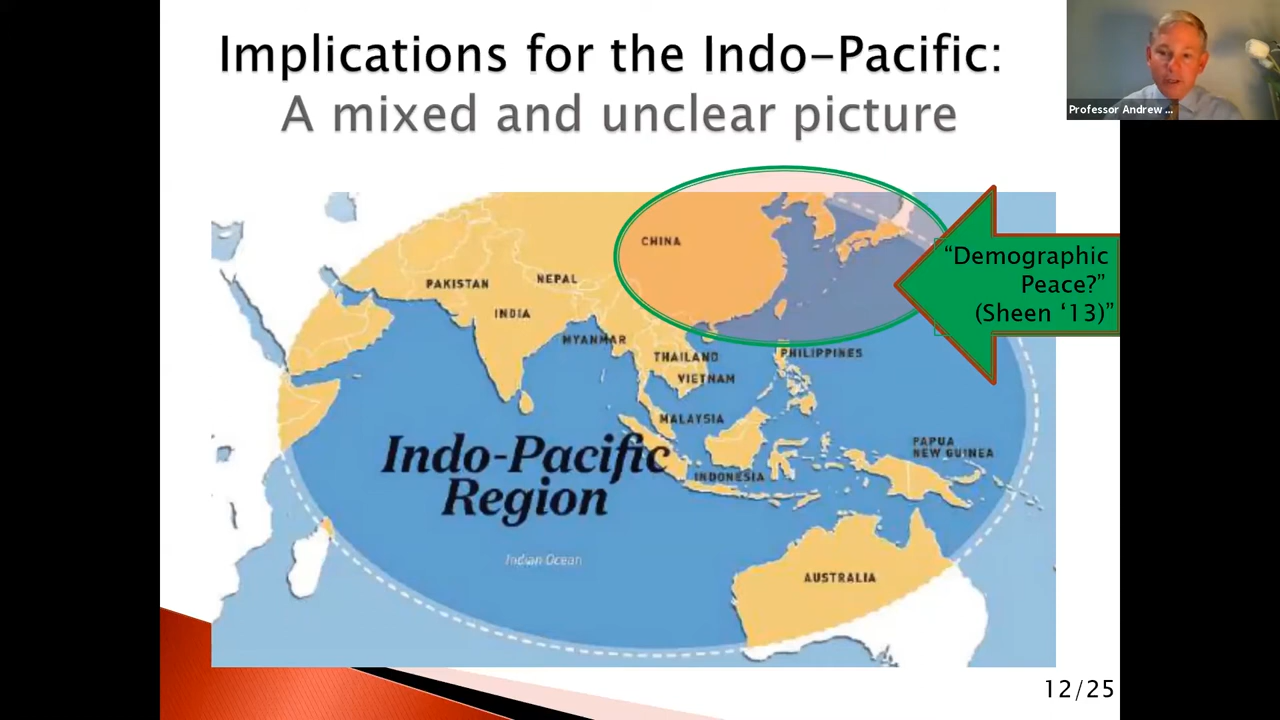 Implications for the Indo-Pacific:
A mixed and unclear picture
Professor Andrew ...
CHINA
"Demographic
Peace?"
(Sheen '13)"
PAKISTAN
NEPAL
INDIA
MYANMAR
THAILAND
PHILIPPINES
VIETNAM
MALAYSIA
Indo-Pacific
Region
PAPUA
NEW GUINEA
INDONESIA
Indian Ocean
AUSTRALIA
12/25